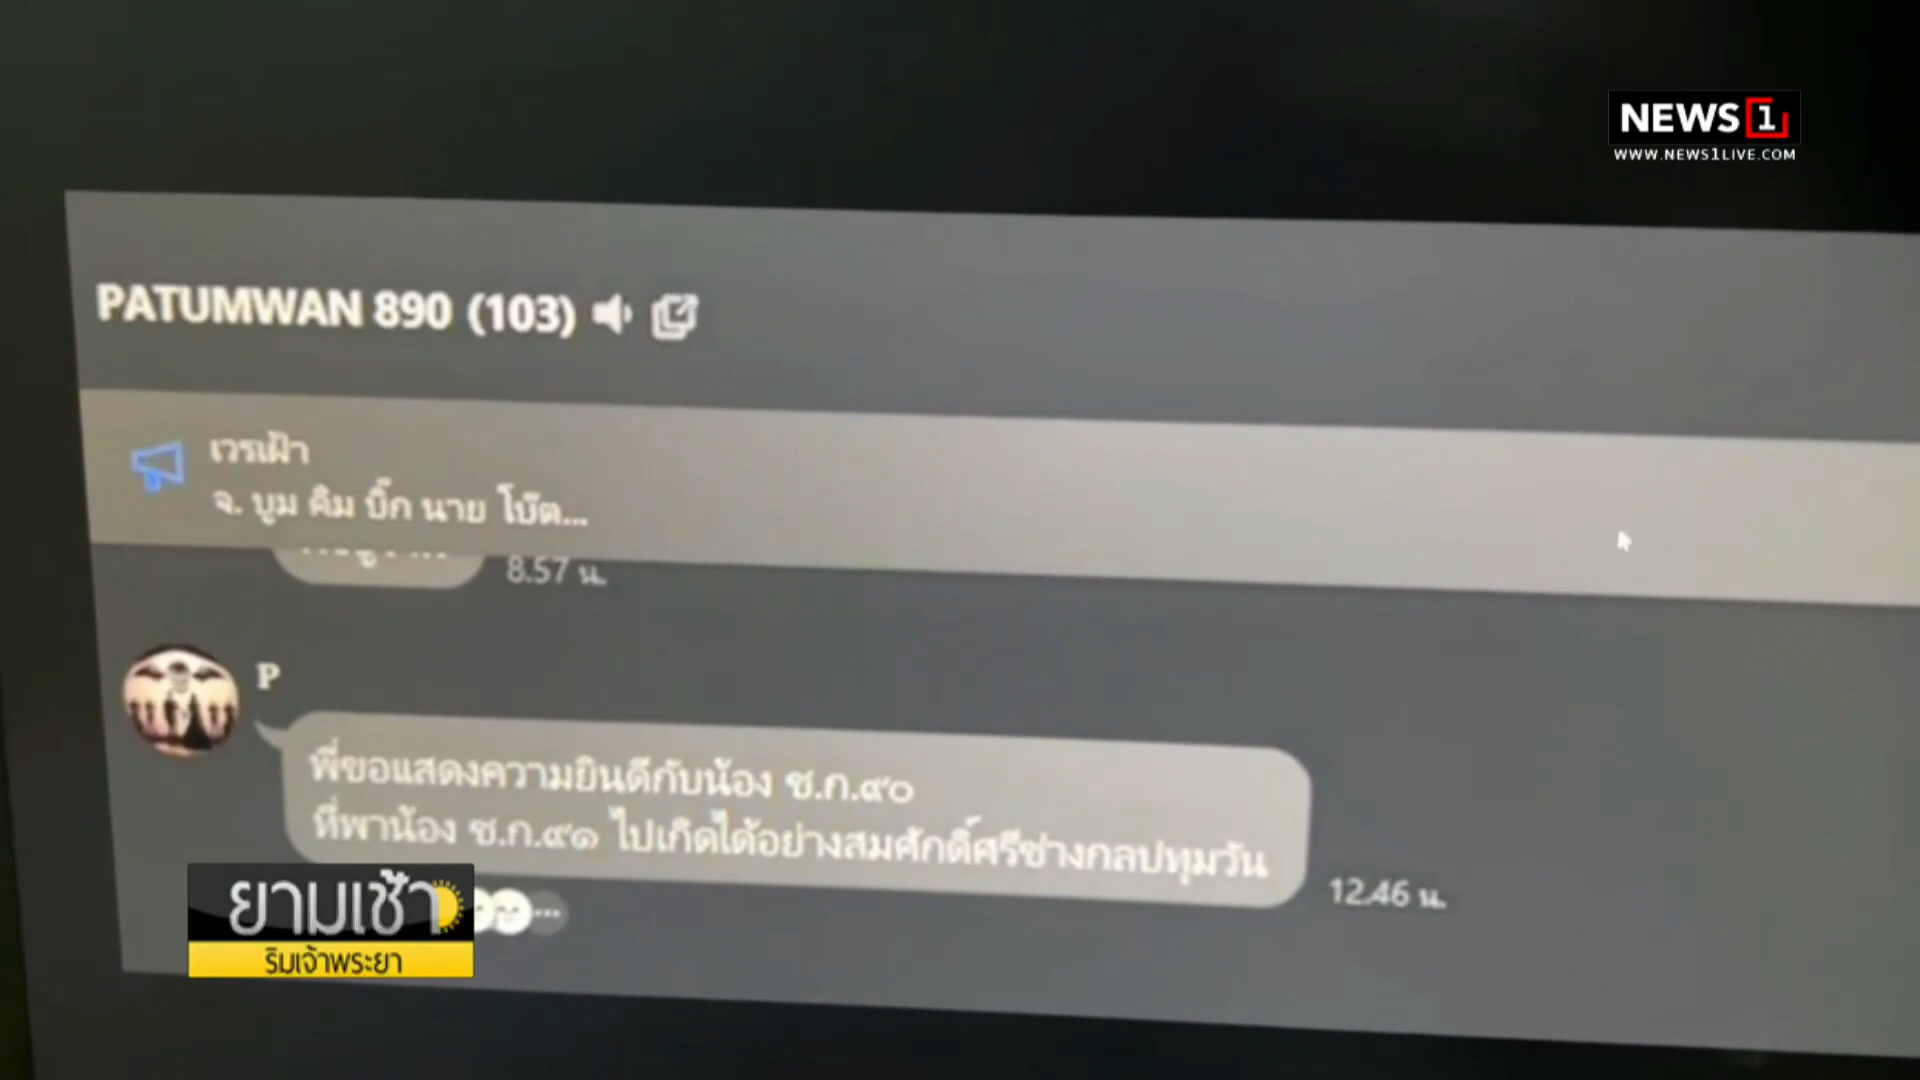 NEWS 1
WWW.NEWS1LIVE.COM
PATUMWAN 890 (103)
เวรเฝ้า
จ. บูม คิม บิ๊ก นาย โบ๊ต...
8.57 น.
P
พี่ขอแสดงความยินดีกับน้อง ช.ก.๙๐
ที่พาน้อง ช.ก.๙๑ ไปเกิดได้อย่างสมศักดิ์ศรีช่างกลปทุมวัน
12.46 น.
ยามเช้า
ริมเจ้าพระยา